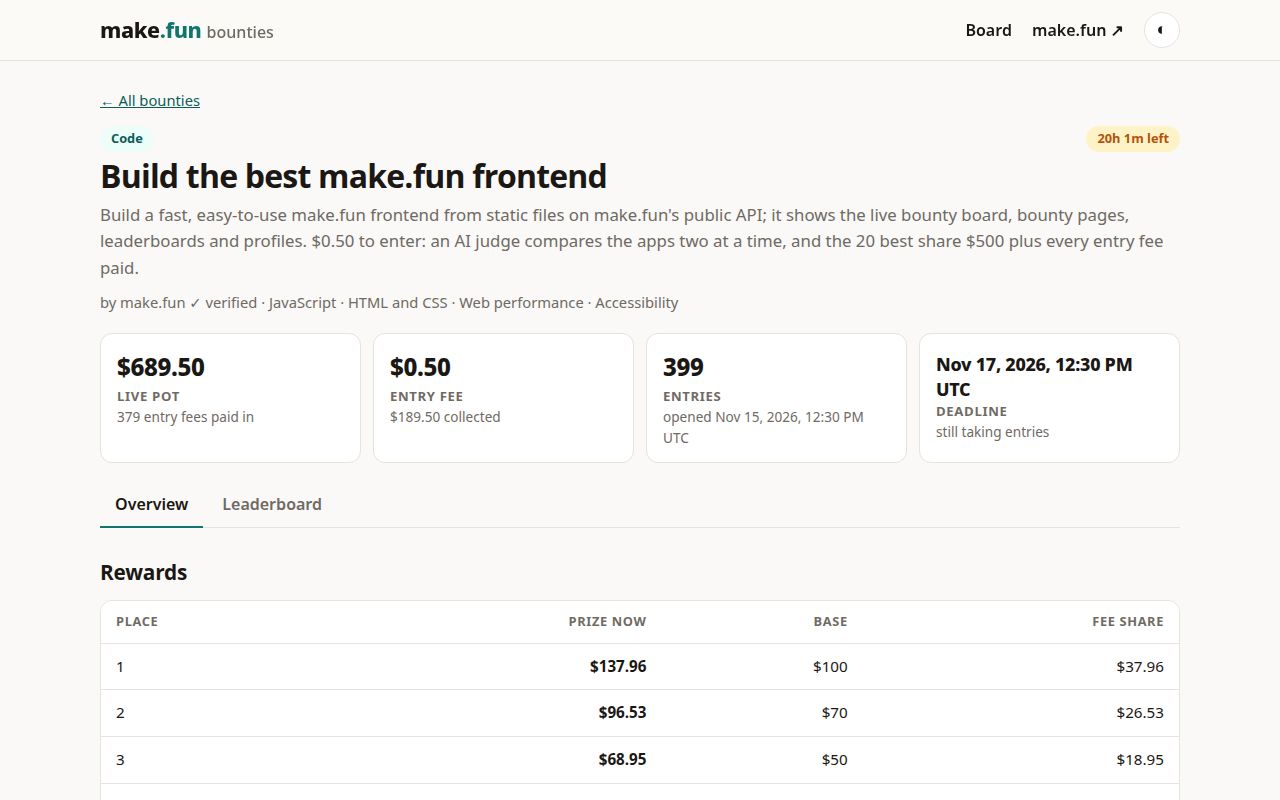 make.fun bounties
Board
make.fun ↗
← All bounties
Code
20h 1m left
Build the best make.fun frontend
Build a fast, easy-to-use make.fun frontend from static files on make.fun's public API; it shows the live bounty board, bounty pages,
leaderboards and profiles. $0.50 to enter: an AI judge compares the apps two at a time, and the 20 best share $500 plus every entry fee
paid.
by make.fun ✓ verified · JavaScript · HTML and CSS · Web performance · Accessibility
$689.50
LIVE POT
379 entry fees paid in
$0.50
ENTRY FEE
$189.50 collected
399
ENTRIES
opened Nov 15, 2026, 12:30 PM
UTC
Nov 17, 2026, 12:30 PM
UTC
DEADLINE
still taking entries
Overview
Leaderboard
Rewards
PLACE PRIZE NOW BASE FEE SHARE
1 $137.96 $100 $37.96
2 $96.53 $70 $26.53
3 $68.95 $50 $18.95